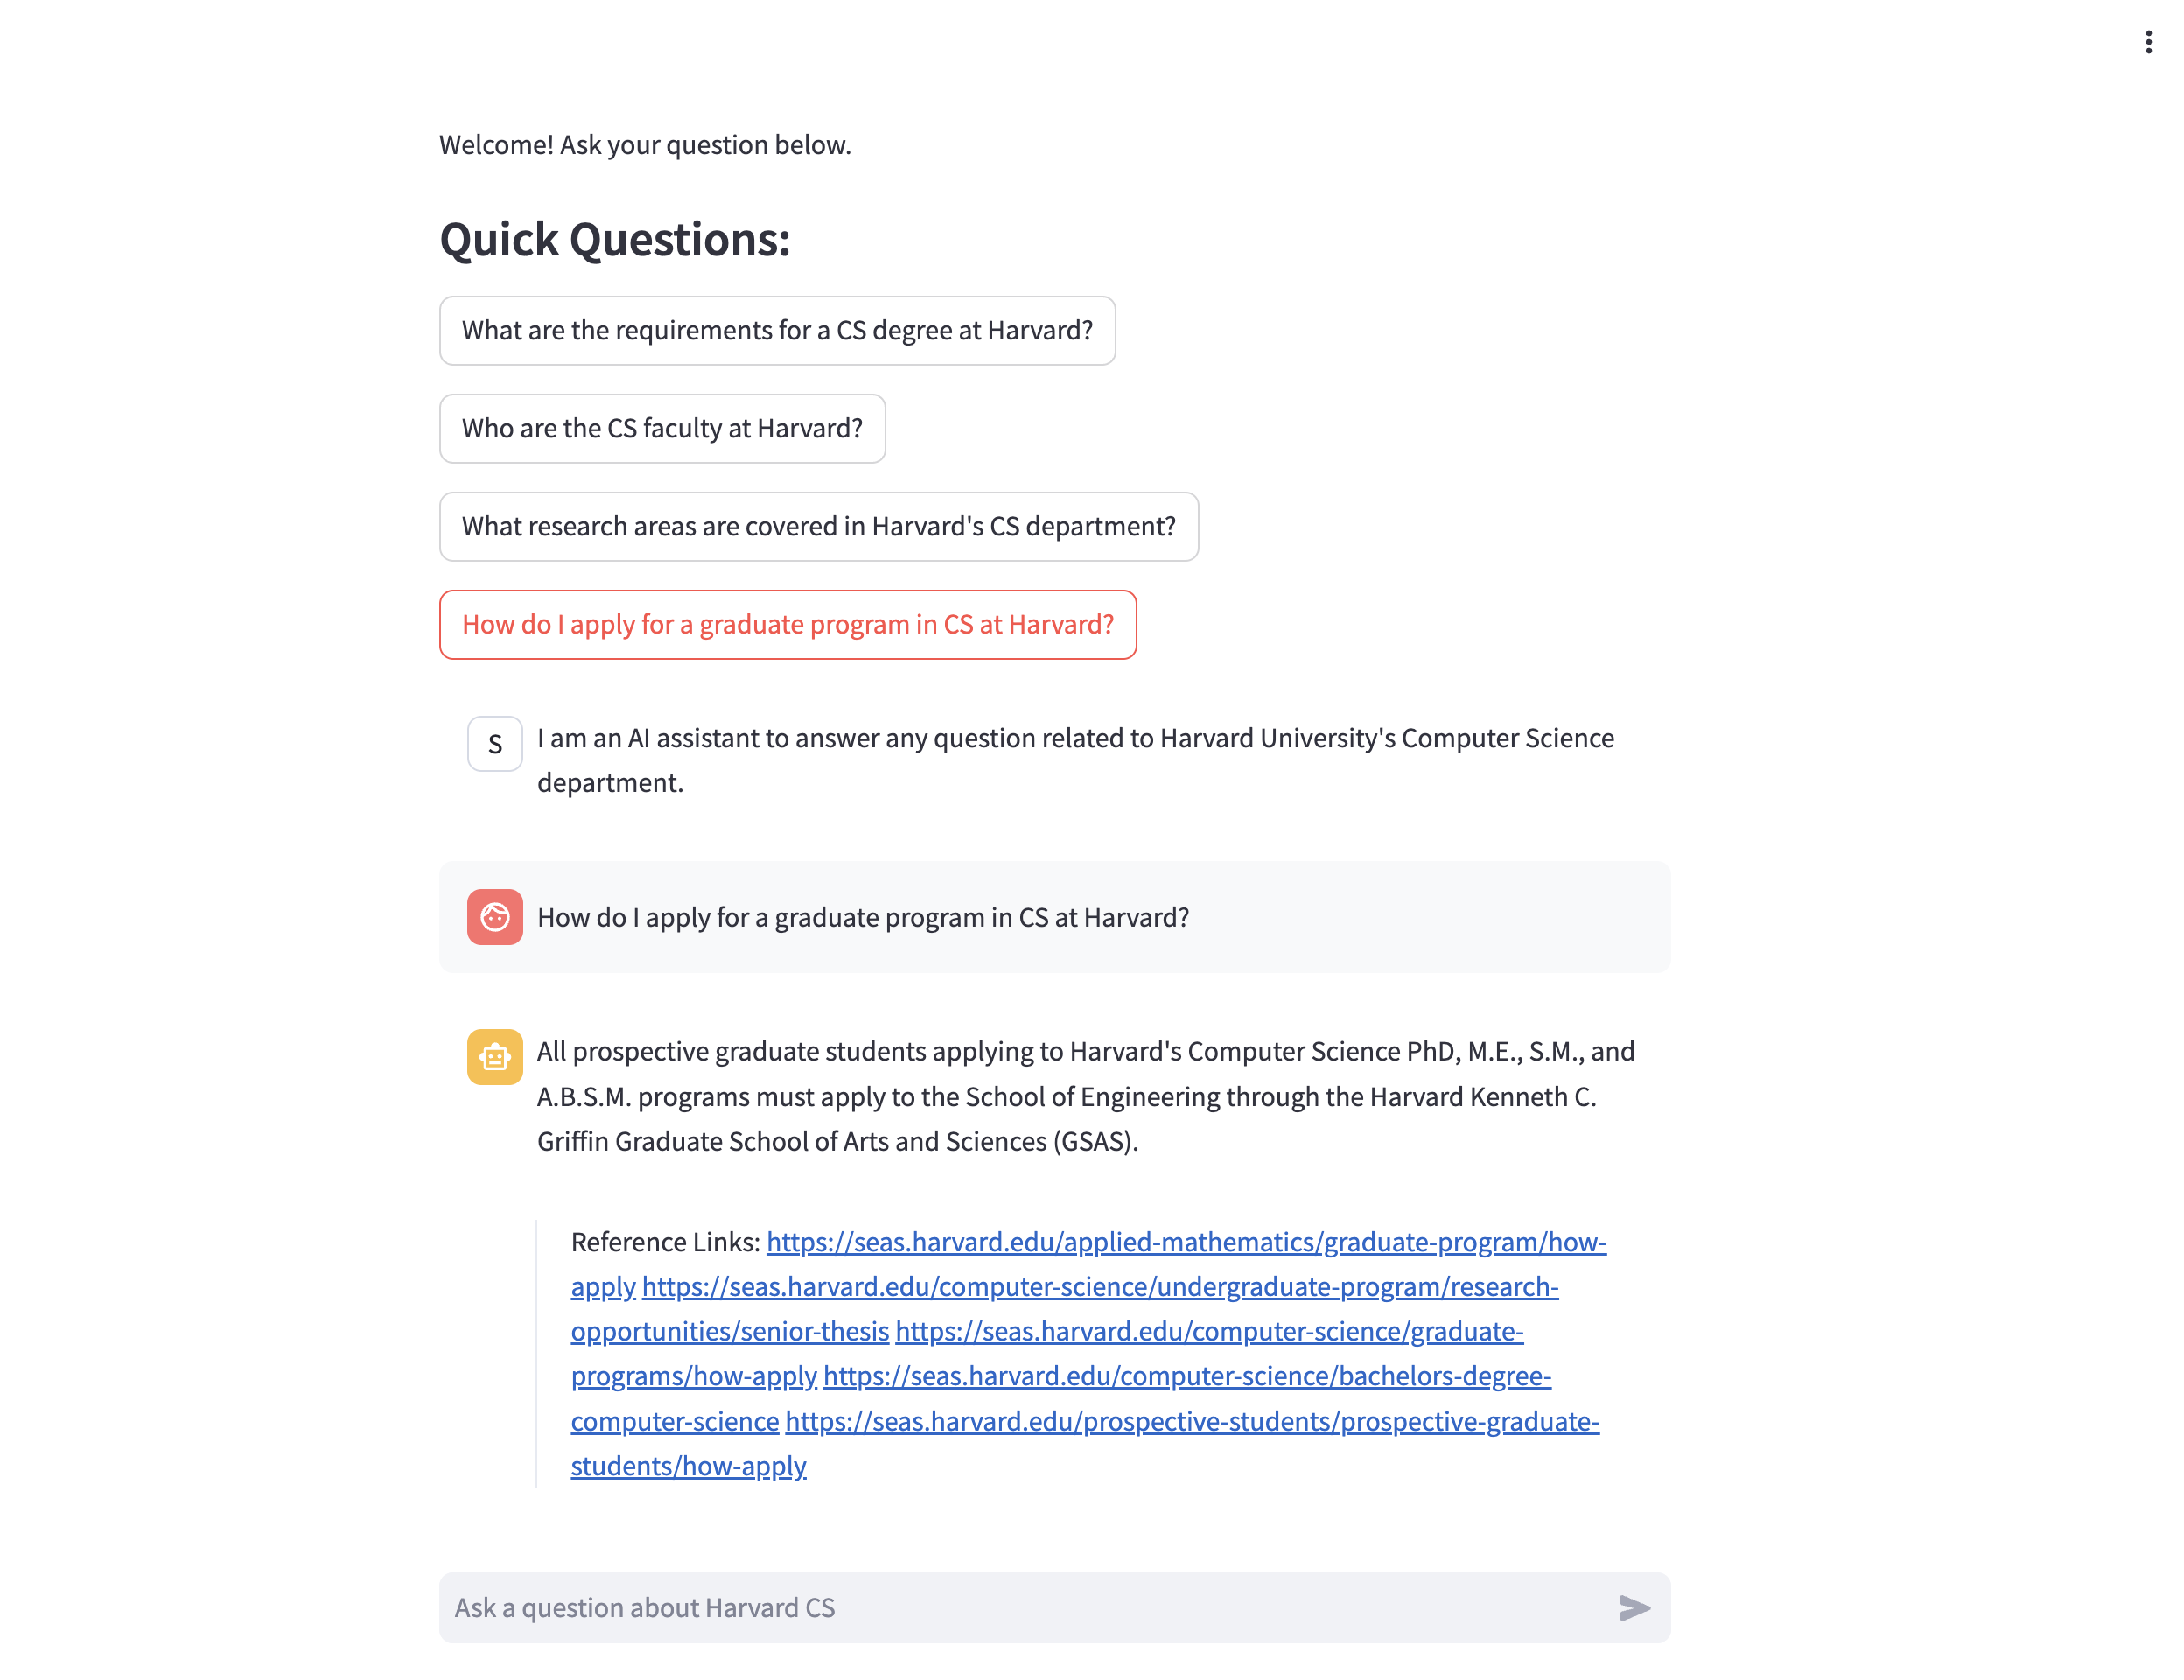 Welcome! Ask your question below.
Quick Questions:
What are the requirements for a CS degree at Harvard?
Who are the CS faculty at Harvard?
What research areas are covered in Harvard's CS department?
How do I apply for a graduate program in CS at Harvard?
S
I am an AI assistant to answer any question related to Harvard University's Computer Science
department.
How do I apply for a graduate program in CS at Harvard?
All prospective graduate students applying to Harvard's Computer Science PhD, M.E., S.M., and
A.B.S.M. programs must apply to the School of Engineering through the Harvard Kenneth C.
Griffin Graduate School of Arts and Sciences (GSAS).
Reference Links: https://seas.harvard.edu/applied-mathematics/graduate-program/how-
apply https://seas.harvard.edu/computer-science/undergraduate-program/research-
opportunities/senior-thesis https://seas.harvard.edu/computer-science/graduate-
programs/how-apply https://seas.harvard.edu/computer-science/bachelors-degree-
computer-science https://seas.harvard.edu/prospective-students/prospective-graduate-
students/how-apply
Ask a question about Harvard CS